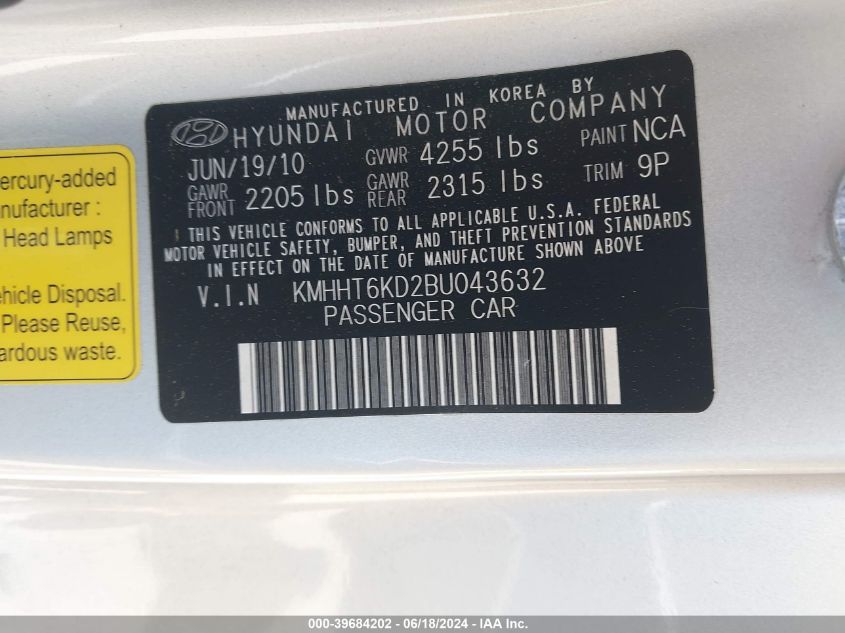 MANUFACTURED IN KOREA BY
HYUNDAI MOTOR COMPANY
JUN/19/10 GVWR 4255 lbs PAINT NCA
GAWR FRONT 2205 lbs GAWR REAR 2315 lbs TRIM 9P
THIS VEHICLE CONFORMS TO ALL APPLICABLE U.S.A. FEDERAL
MOTOR VEHICLE SAFETY, BUMPER, AND THEFT PREVENTION STANDARDS
IN EFFECT ON THE DATE OF MANUFACTURE SHOWN ABOVE
V.I.N KMHHT6KD2BU043632
PASSENGER CAR
ercury-added
nufacturer :
Head Lamps
hicle Disposal.
Please Reuse,
ardous waste.
000-39684202 - 06/18/2024 - IAA Inc.